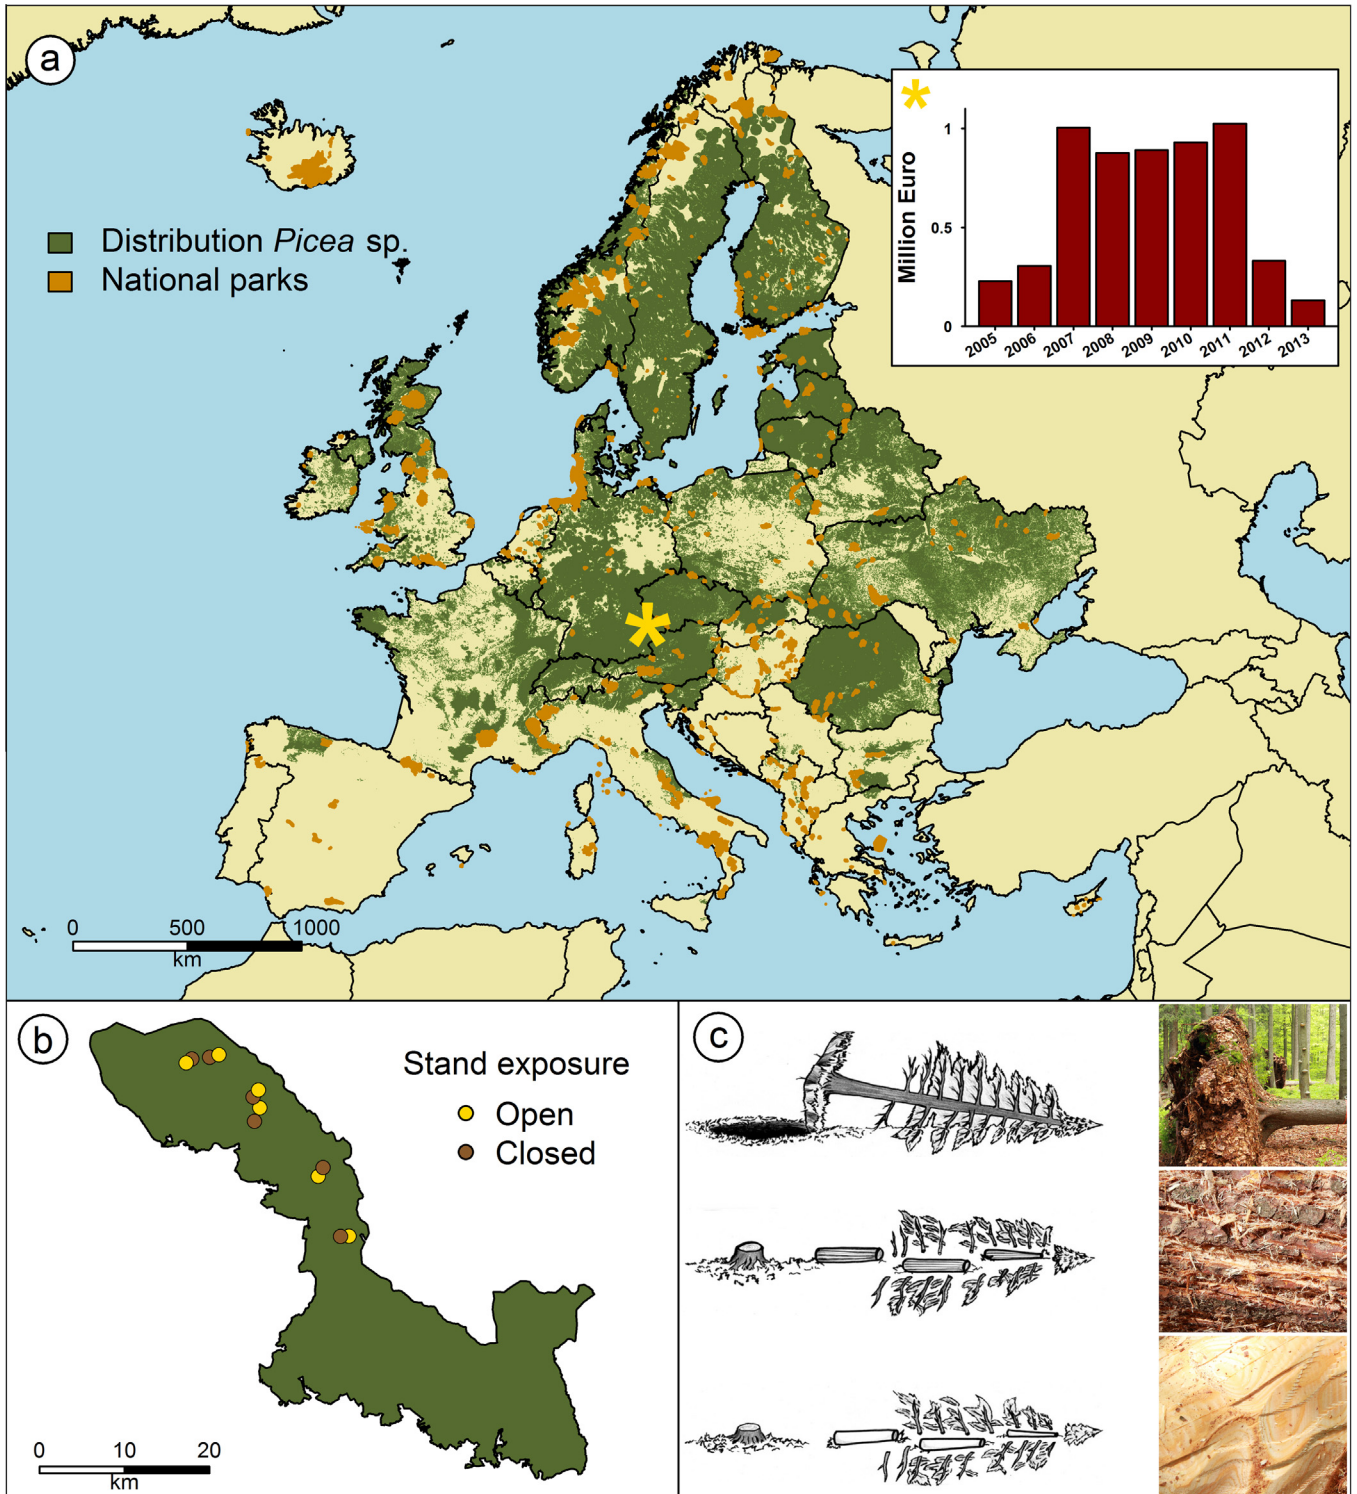 a
*
1
0.5
0
Million Euro
2005 2006 2007 2008 2009 2010 2011 2012 2013
Distribution Picea sp.
National parks
*
0 500 1000
km
b
Stand exposure
Open
Closed
0 10 20
km
c